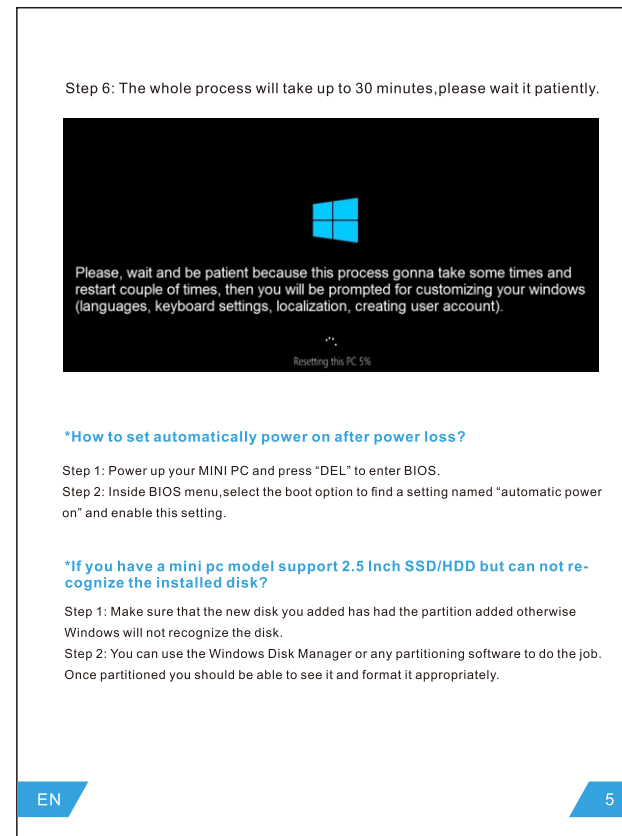 Step 6: The whole process will take up to 30 minutes,please wait it patiently.
Please, wait and be patient because this process gonna take some times and
restart couple of times, then you will be prompted for customizing your windows
(languages, keyboard settings, localization, creating user account).
Resetting this PC 5%
*How to set automatically power on after power loss?
Step 1: Power up your MINI PC and press “DEL” to enter BIOS.
Step 2: Inside BIOS menu,select the boot option to find a setting named “automatic power
on” and enable this setting.
*If you have a mini pc model support 2.5 Inch SSD/HDD but can not re-
cognize the installed disk?
Step 1: Make sure that the new disk you added has had the partition added otherwise
Windows will not recognize the disk.
Step 2: You can use the Windows Disk Manager or any partitioning software to do the job.
Once partitioned you should be able to see it and format it appropriately.
EN
5